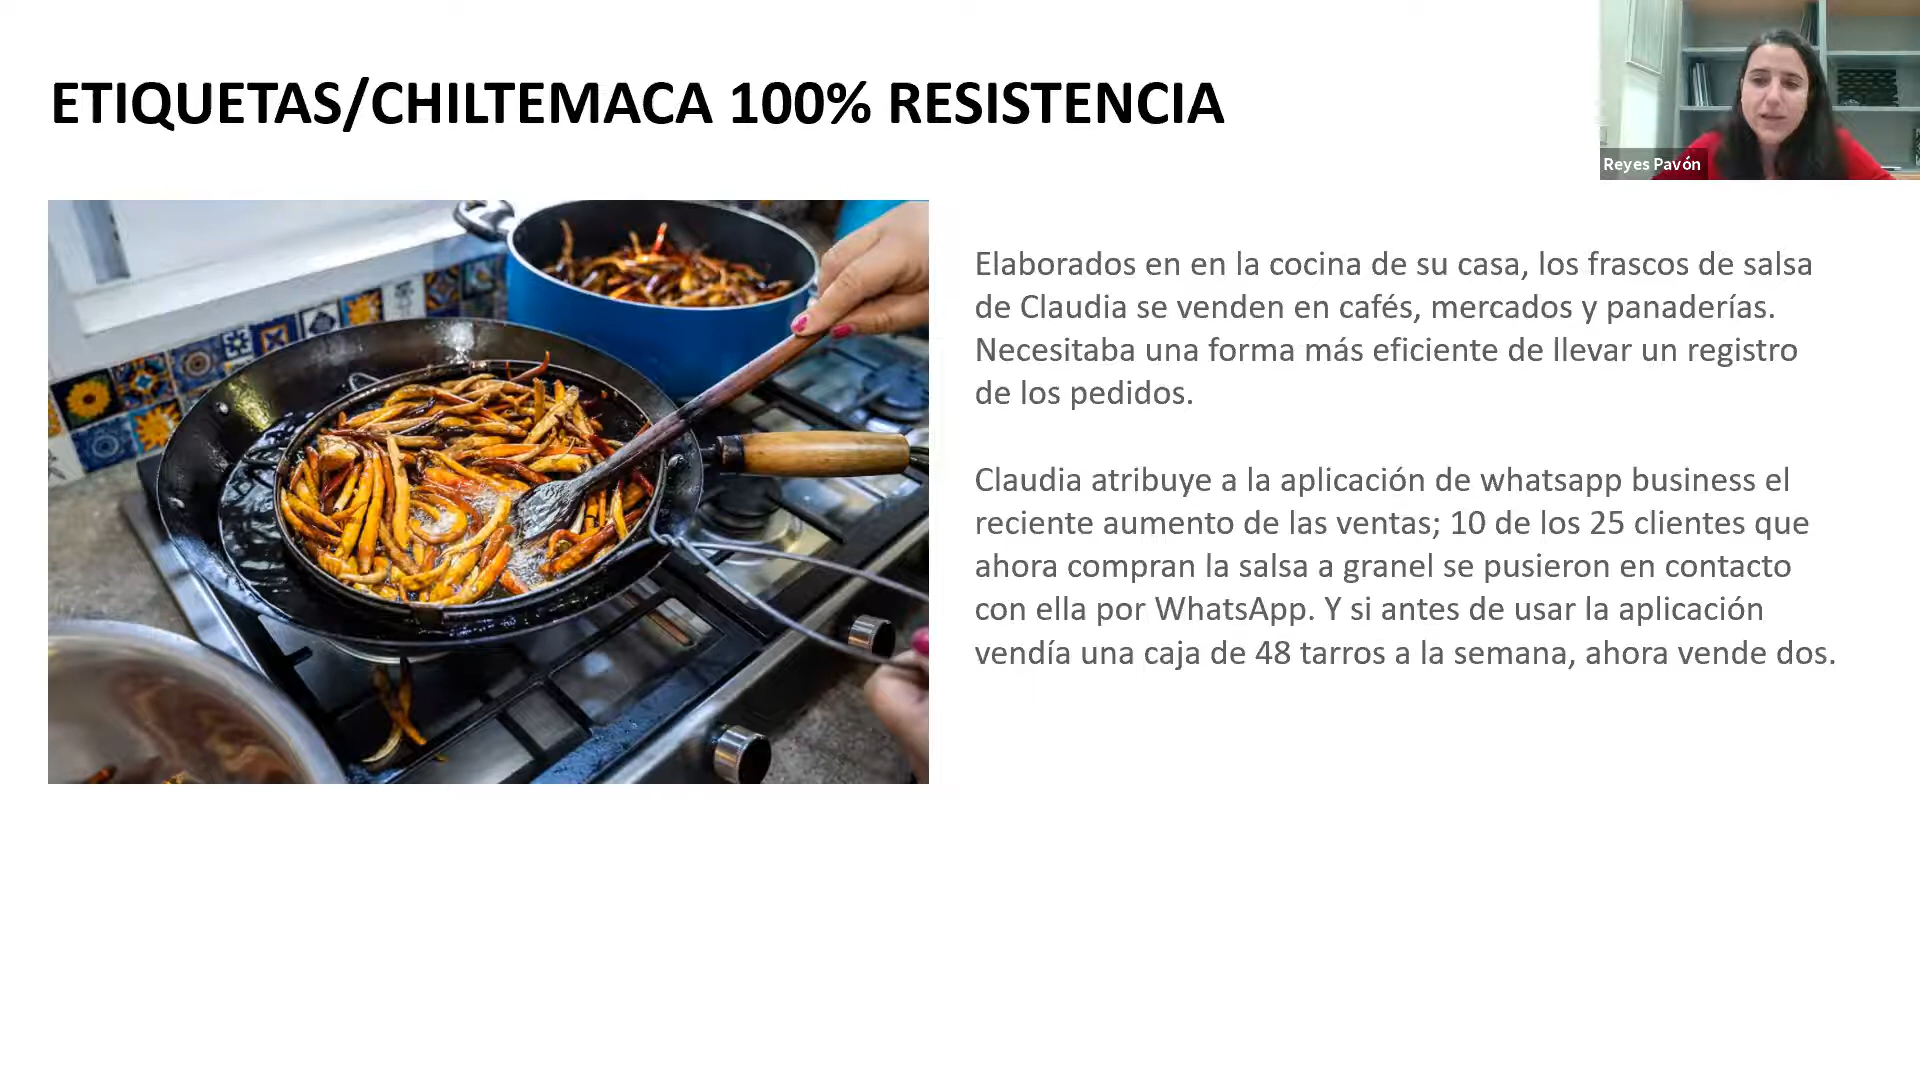 ETIQUETAS/CHILTEMACA 100% RESISTENCIA
Reyes Pavón
Elaborados en en la cocina de su casa, los frascos de salsa
de Claudia se venden en cafés, mercados y panaderías.
Necesitaba una forma más eficiente de llevar un registro
de los pedidos.
Claudia atribuye a la aplicación de whatsapp business el
reciente aumento de las ventas; 10 de los 25 clientes que
ahora compran la salsa a granel se pusieron en contacto
con ella por WhatsApp. Y si antes de usar la aplicación
vendía una caja de 48 tarros a la semana, ahora vende dos.